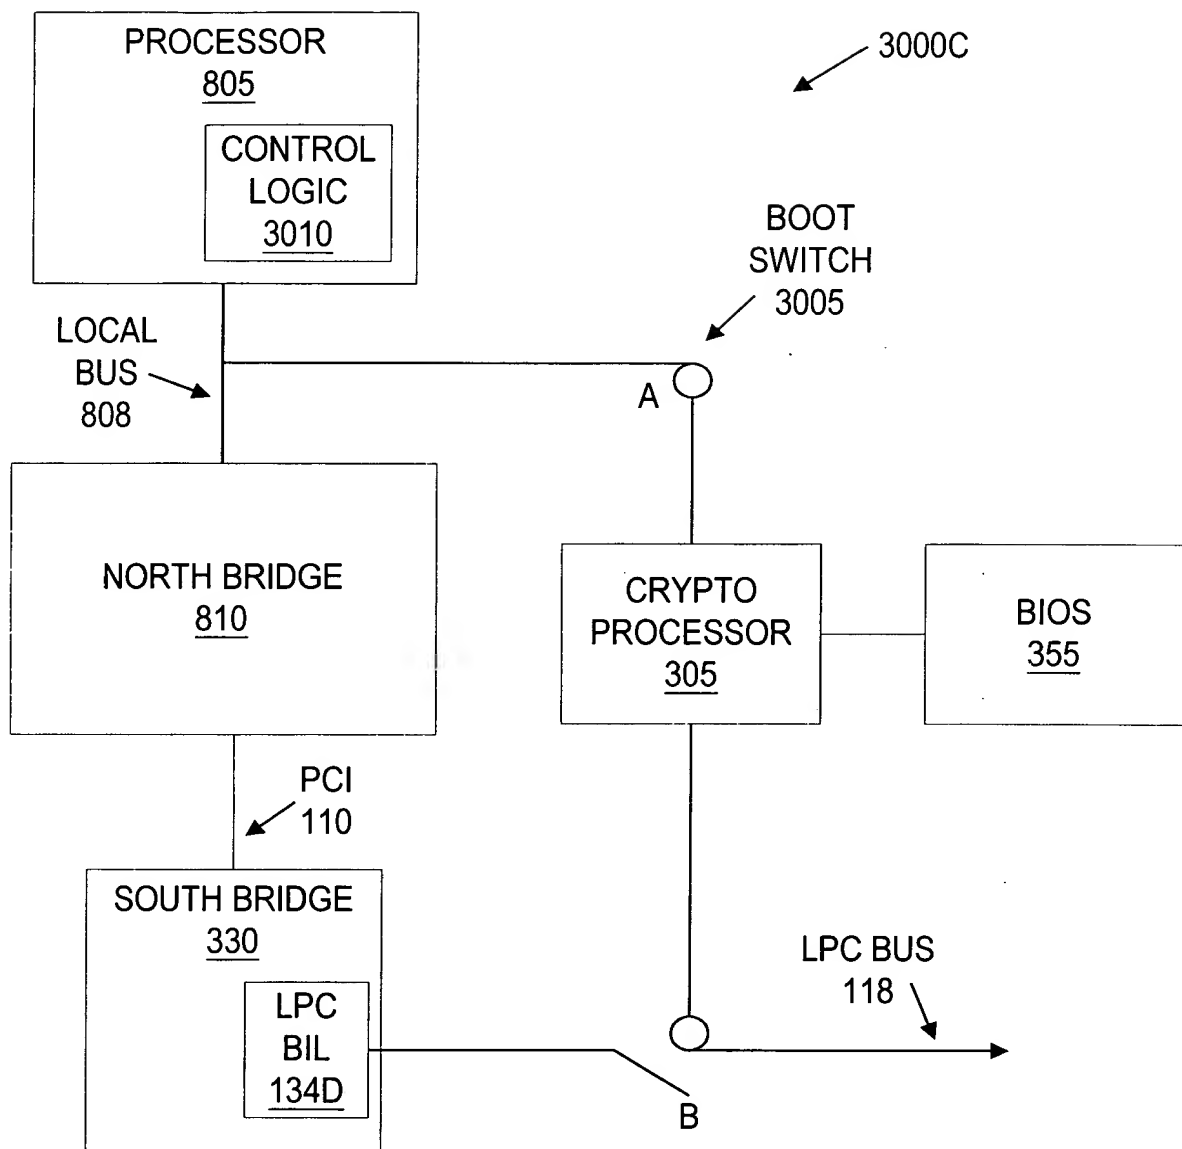 PROCESSOR
805
CONTROL
LOGIC
3010
3000C
BOOT
SWITCH
3005
LOCAL
BUS
808
A
NORTH BRIDGE
810
CRYPTO
PROCESSOR
305
BIOS
355
PCI
110
SOUTH BRIDGE
330
LPC
BIL
134D
LPC BUS
118
B